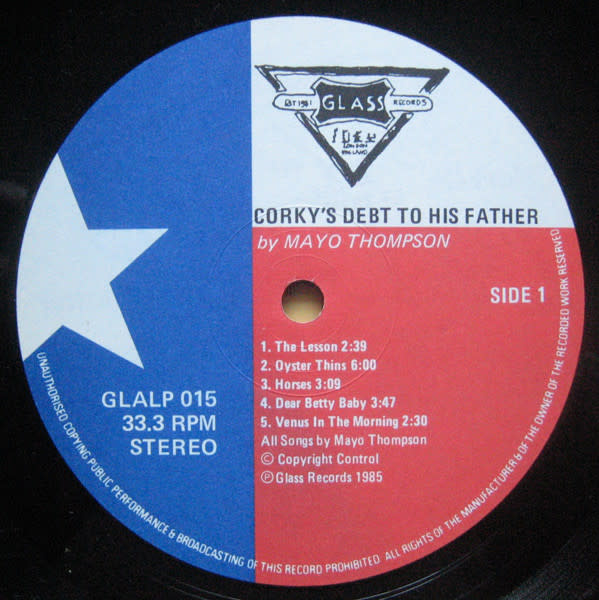 EST 1981 GLASS RECORDS
LONDON
ENGLAND
CORKY'S DEBT TO HIS FATHER
by MAYO THOMPSON
SIDE 1
1. The Lesson 2:39
2. Oyster Thins 6:00
3. Horses 3:09
4. Dear Betty Baby 3:47
5. Venus In The Morning 2:30
All Songs by Mayo Thompson
© Copyright Control
℗ Glass Records 1985
GLALP 015
33.3 RPM
STEREO
UNAUTHORISED COPYING PUBLIC PERFORMANCE & BROADCASTING OF THIS RECORD PROHIBITED. ALL RIGHTS OF THE MANUFACTURER & OF THE OWNER OF THE RECORDED WORK RESERVED